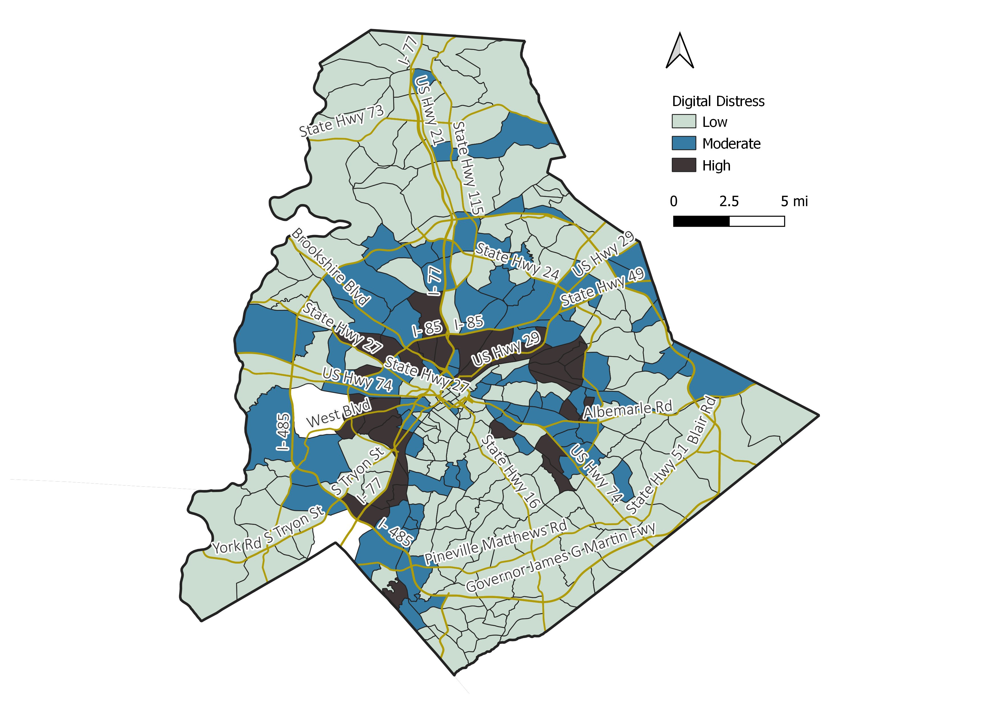 I- 77
US Hwy 21
State Hwy 73
State Hwy 115
Digital Distress
Low
Moderate
High
0 2.5 5 mi
Brookshire Blvd
I- 77
State Hwy 24
US Hwy 29
State Hwy 49
State Hwy 27
I- 85
I- 85
US Hwy 29
State Hwy 27
US Hwy 74
West Blvd
Albemarle Rd
Blair Rd
I- 485
State Hwy 51
S Tryon St
I- 77
State Hwy 16
US Hwy 74
York Rd
S Tryon St
I- 485
Pineville Matthews Rd
Governor James G Martin Fwy